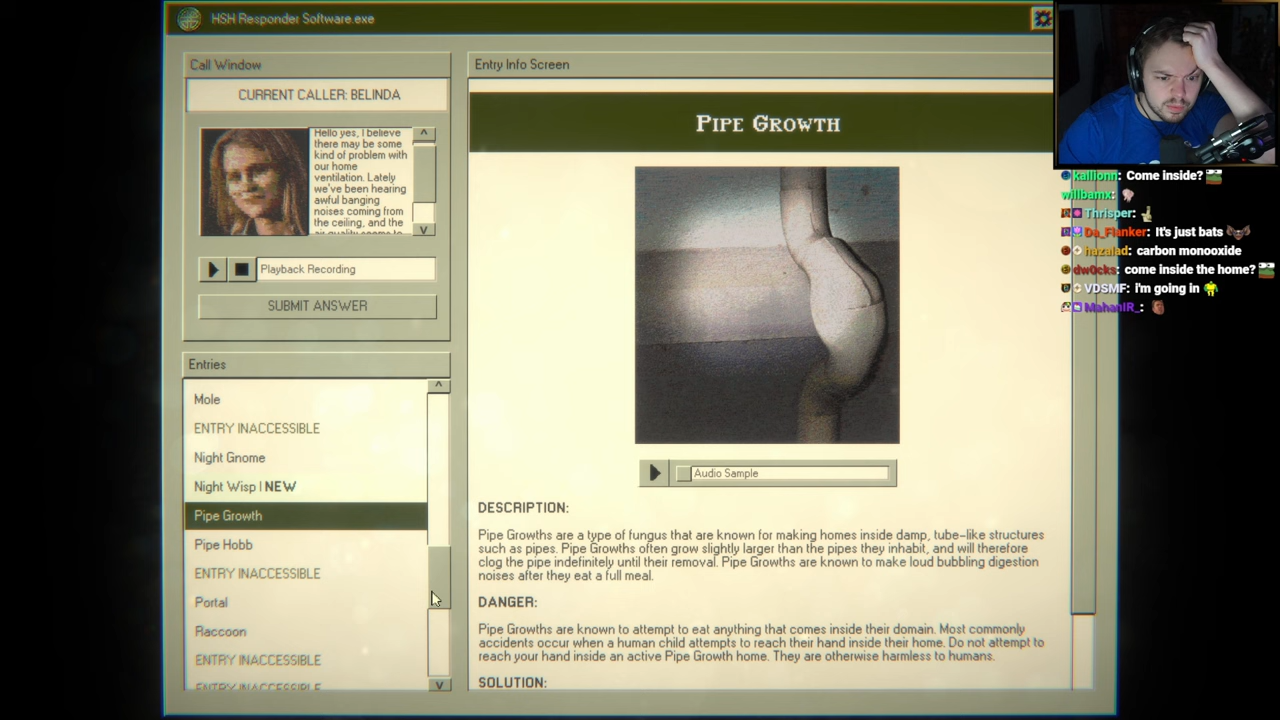 HSH Responder Software.exe
Call Window
CURRENT CALLER: BELINDA
Hello yes, I believe
there may be some
kind of problem with
our home
ventilation. Lately
we've been hearing
awful banging
noises coming from
the ceiling, and the
air quality seems to
Playback Recording
SUBMIT ANSWER
Entries
Mole
ENTRY INACCESSIBLE
Night Gnome
Night Wisp | NEW
Pipe Growth
Pipe Hobb
ENTRY INACCESSIBLE
Portal
Raccoon
ENTRY INACCESSIBLE
ENTRY INACCESSIBLE
Entry Info Screen
PIPE GROWTH
Audio Sample
DESCRIPTION:
Pipe Growths are a type of fungus that are known for making homes inside damp, tube-like structures
such as pipes. Pipe Growths often grow slightly larger than the pipes they inhabit, and will therefore
clog the pipe indefinitely until their removal. Pipe Growths are known to make loud bubbling digestion
noises after they eat a full meal.
DANGER:
Pipe Growths are known to attempt to eat anything that comes inside their domain. Most commonly
accidents occur when a human child attempts to reach their hand inside their home. Do not attempt to
reach your hand inside an active Pipe Growth home. They are otherwise harmless to humans.
SOLUTION:
kallionn: Come inside?
willbamx:
Thrisper:
Da_Flanker: It's just bats
hazalad: carbon monooxide
dw0cks: come inside the home?
VDSMF: i'm going in
MahanIR_: